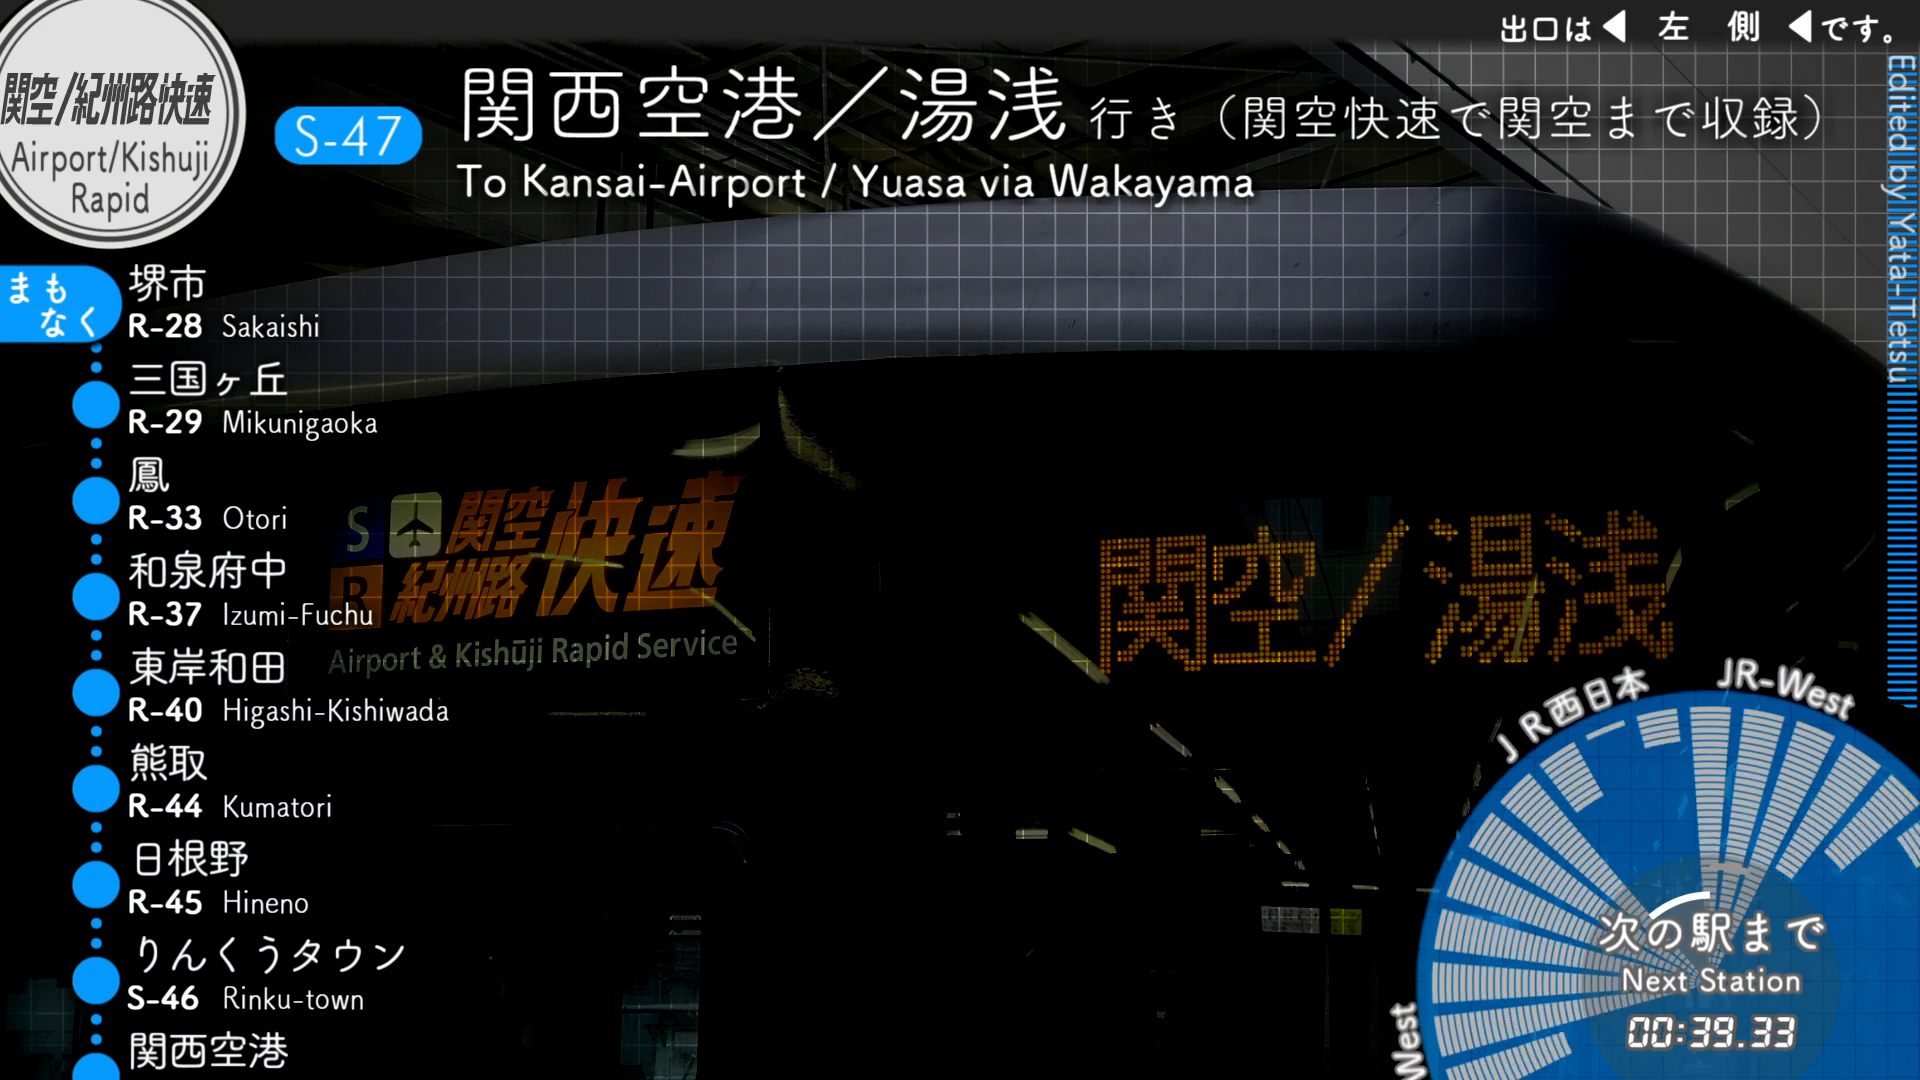 出口は◀ 左 側 ◀です。
関空/紀州路快速
Airport/Kishuji
Rapid
S-47
関西空港／湯浅 行き（関空快速で関空まで収録）
To Kansai-Airport / Yuasa via Wakayama
Edited by Yata-Tetsu
まも
なく
堺市
R-28 Sakaishi
三国ヶ丘
R-29 Mikunigaoka
鳳
R-33 Otori
和泉府中
R-37 Izumi-Fuchu
東岸和田
R-40 Higashi-Kishiwada
熊取
R-44 Kumatori
日根野
R-45 Hineno
りんくうタウン
S-46 Rinku-town
関西空港
S 関空
R 紀州路 快速
Airport & Kishūji Rapid Service
関空/湯浅
JR西日本
JR-West
West
次の駅まで
Next Station
00:39.33